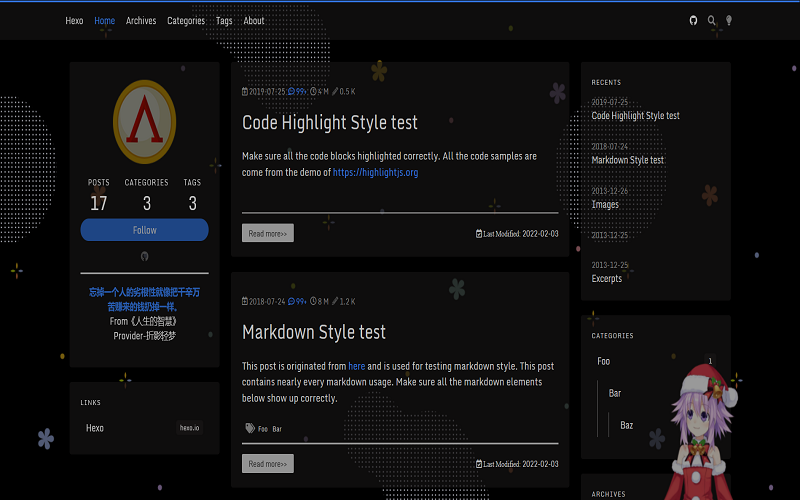 Hexo Home Archives Categories Tags About
POSTS CATEGORIES TAGS
17 3 3
Follow
忘掉一个人的劣根性就像把千辛万
苦赚来的钱扔掉一样。
From《人生的智慧》
Provider-折影轻梦
LINKS
Hexo hexo.io
2019-07-25 99+ 4 M 0.5 K
Code Highlight Style test
Make sure all the code blocks highlighted correctly. All the code samples are
come from the demo of https://highlightjs.org
Read more>> Last Modified: 2022-02-03
2018-07-24 99+ 8 M 1.2 K
Markdown Style test
This post is originated from here and is used for testing markdown style. This post
contains nearly every markdown usage. Make sure all the markdown elements
below show up correctly.
Foo Bar
Read more>> Last Modified: 2022-02-03
RECENTS
2019-07-25
Code Highlight Style test
2018-07-24
Markdown Style test
2013-12-26
Images
2013-12-25
2013-12-25
Excerpts
CATEGORIES
Foo 1
Bar
Baz
ARCHIVES